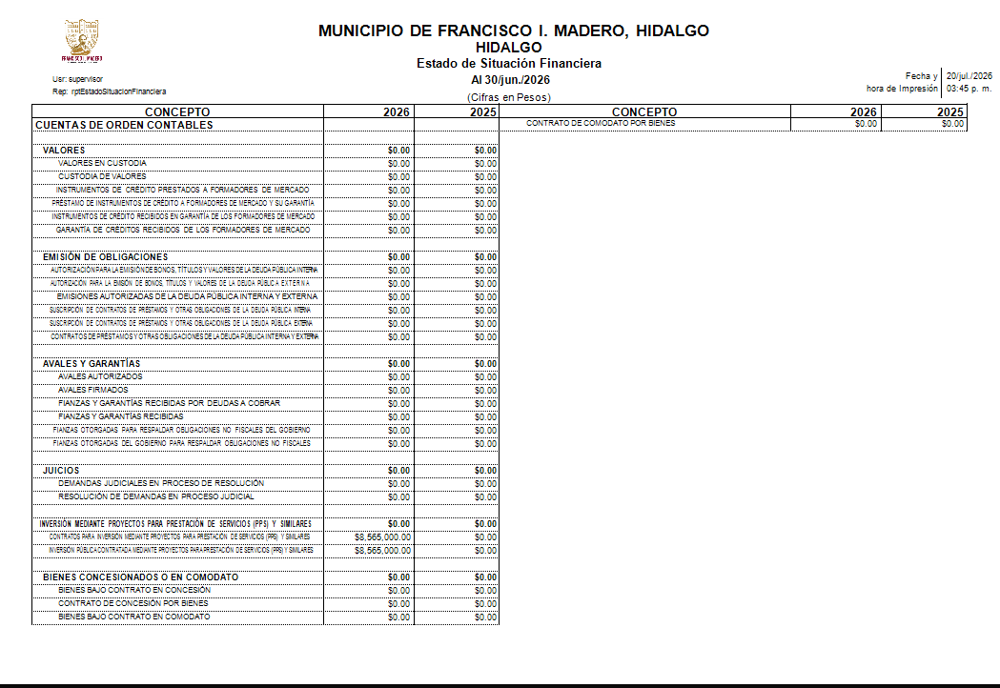 FRANCISCO I. MADERO
MUNICIPIO DE FRANCISCO I. MADERO, HIDALGO
HIDALGO
Estado de Situación Financiera
Al 30/jun./2026
(Cifras en Pesos)
Usr: supervisor
Rep: rptEstadoSituacionFinanciera
Fecha y 20/jul./2026
hora de Impresión 03:45 p. m.
CONCEPTO 2026 2025 CONCEPTO 2026 2025
CUENTAS DE ORDEN CONTABLES CONTRATO DE COMODATO POR BIENES $0.00 $0.00
VALORES $0.00 $0.00
VALORES EN CUSTODIA $0.00 $0.00
CUSTODIA DE VALORES $0.00 $0.00
INSTRUMENTOS DE CRÉDITO PRESTADOS A FORMADORES DE MERCADO $0.00 $0.00
PRÉSTAMO DE INSTRUMENTOS DE CRÉDITO A FORMADORES DE MERCADO Y SU GARANTÍA $0.00 $0.00
INSTRUMENTOS DE CRÉDITO RECIBIDOS EN GARANTÍA DE LOS FORMADORES DE MERCADO $0.00 $0.00
GARANTÍA DE CRÉDITOS RECIBIDOS DE LOS FORMADORES DE MERCADO $0.00 $0.00
EMISIÓN DE OBLIGACIONES $0.00 $0.00
AUTORIZACIÓN PARA LA EMISIÓN DE BONOS, TÍTULOS Y VALORES DE LA DEUDA PÚBLICA INTERNA $0.00 $0.00
AUTORIZACIÓN PARA LA EMISIÓN DE BONOS, TÍTULOS Y VALORES DE LA DEUDA PÚBLICA EXTERNA $0.00 $0.00
EMISIONES AUTORIZADAS DE LA DEUDA PÚBLICA INTERNA Y EXTERNA $0.00 $0.00
SUSCRIPCIÓN DE CONTRATOS DE PRÉSTAMOS Y OTRAS OBLIGACIONES DE LA DEUDA PÚBLICA INTERNA $0.00 $0.00
SUSCRIPCIÓN DE CONTRATOS DE PRÉSTAMOS Y OTRAS OBLIGACIONES DE LA DEUDA PÚBLICA EXTERNA $0.00 $0.00
CONTRATOS DE PRÉSTAMOS Y OTRAS OBLIGACIONES DE LA DEUDA PÚBLICA INTERNA Y EXTERNA $0.00 $0.00
AVALES Y GARANTÍAS $0.00 $0.00
AVALES AUTORIZADOS $0.00 $0.00
AVALES FIRMADOS $0.00 $0.00
FIANZAS Y GARANTÍAS RECIBIDAS POR DEUDAS A COBRAR $0.00 $0.00
FIANZAS Y GARANTÍAS RECIBIDAS $0.00 $0.00
FIANZAS OTORGADAS PARA RESPALDAR OBLIGACIONES NO FISCALES DEL GOBIERNO $0.00 $0.00
FIANZAS OTORGADAS DEL GOBIERNO PARA RESPALDAR OBLIGACIONES NO FISCALES $0.00 $0.00
JUICIOS $0.00 $0.00
DEMANDAS JUDICIALES EN PROCESO DE RESOLUCIÓN $0.00 $0.00
RESOLUCIÓN DE DEMANDAS EN PROCESO JUDICIAL $0.00 $0.00
INVERSIÓN MEDIANTE PROYECTOS PARA PRESTACIÓN DE SERVICIOS (PPS) Y SIMILARES $0.00 $0.00
CONTRATOS PARA INVERSIÓN MEDIANTE PROYECTOS PARA PRESTACIÓN DE SERVICIOS (PPS) Y SIMILARES $8,565,000.00 $0.00
INVERSIÓN PÚBLICA CONTRATADA MEDIANTE PROYECTOS PARA PRESTACIÓN DE SERVICIOS (PPS) Y SIMILARES $8,565,000.00 $0.00
BIENES CONCESIONADOS O EN COMODATO $0.00 $0.00
BIENES BAJO CONTRATO EN CONCESIÓN $0.00 $0.00
CONTRATO DE CONCESIÓN POR BIENES $0.00 $0.00
BIENES BAJO CONTRATO EN COMODATO $0.00 $0.00